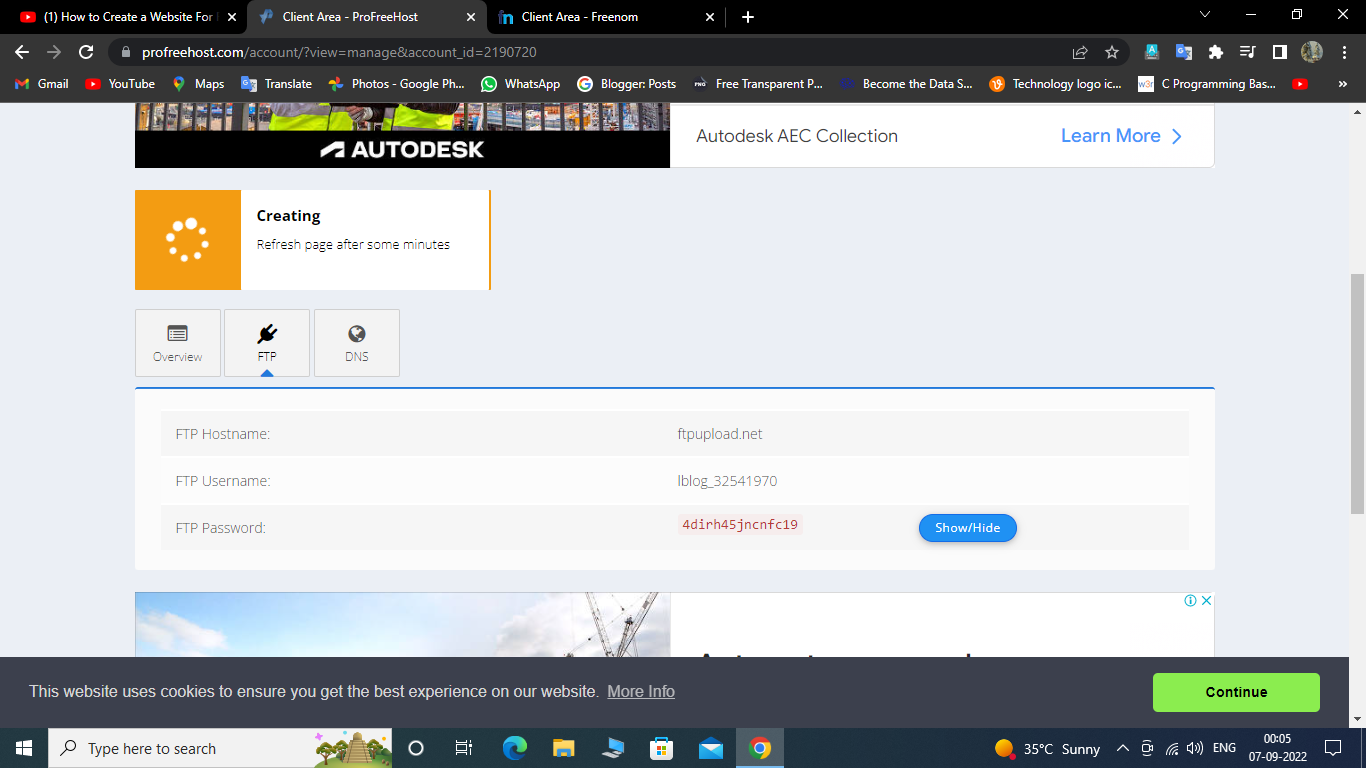 (1) How to Create a Website For
Client Area - ProFreeHost
Client Area - Freenom
profreehost.com/account/?view=manage&account_id=2190720
Gmail
YouTube
Maps
Translate
Photos - Google Ph...
WhatsApp
Blogger: Posts
Free Transparent P...
Become the Data S...
Technology logo ic...
C Programming Bas...
»
AUTODESK
Autodesk AEC Collection
Learn More
Creating
Refresh page after some minutes
Overview
FTP
DNS
FTP Hostname: ftpupload.net
FTP Username: lblog_32541970
FTP Password: 4dirh45jncnfc19 Show/Hide
This website uses cookies to ensure you get the best experience on our website. More Info
Continue
Type here to search
35°C Sunny
ENG
00:05
07-09-2022